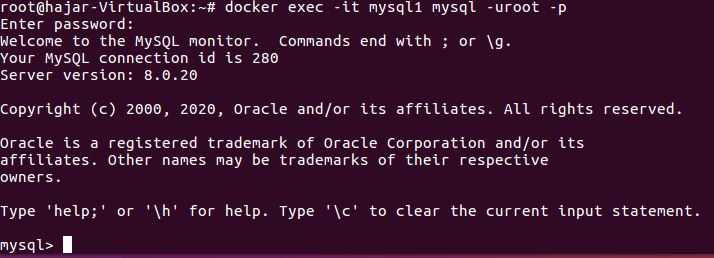 root@hajar-VirtualBox:~# docker exec -it mysql1 mysql -uroot -p
Enter password:
Welcome to the MySQL monitor.  Commands end with ; or \g.
Your MySQL connection id is 280
Server version: 8.0.20

Copyright (c) 2000, 2020, Oracle and/or its affiliates. All rights reserved.

Oracle is a registered trademark of Oracle Corporation and/or its
affiliates. Other names may be trademarks of their respective
owners.

Type 'help;' or '\h' for help. Type '\c' to clear the current input statement.

mysql>